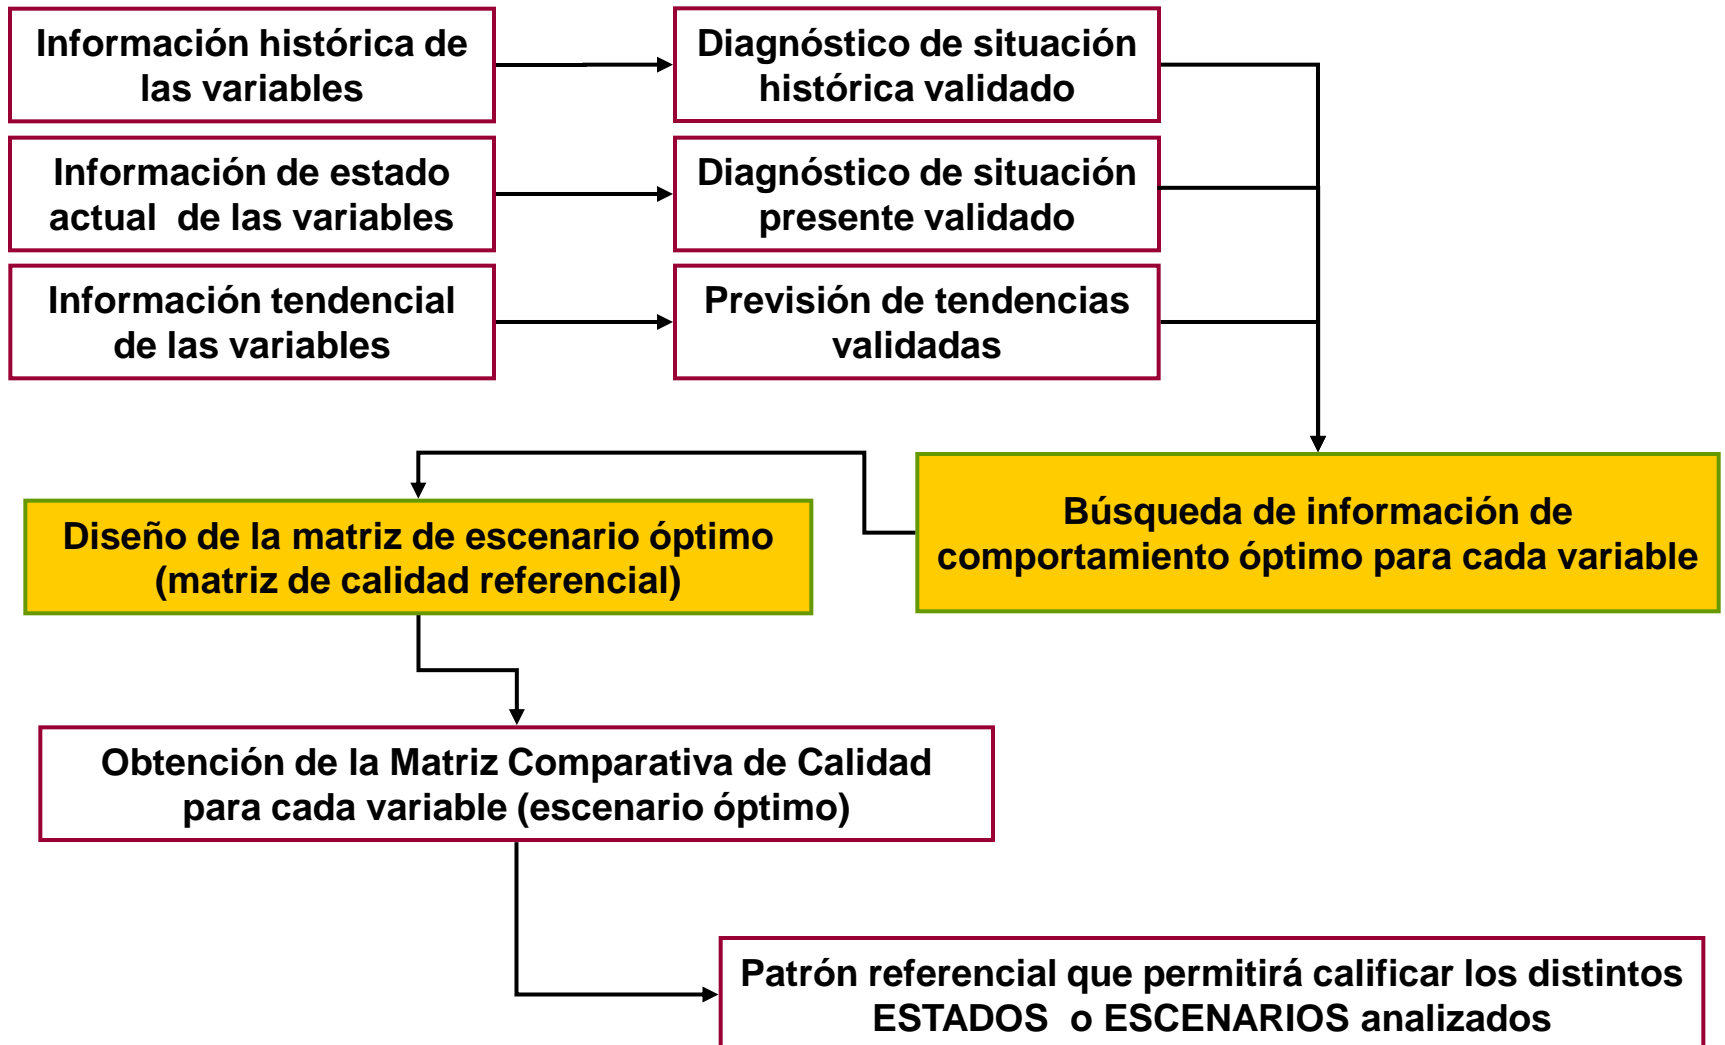 Información histórica de
las variables
Diagnóstico de situación
histórica validado
Información de estado
actual  de las variables
Diagnóstico de situación
presente validado
Información tendencial
de las variables
Previsión de tendencias
validadas
Búsqueda de información de
comportamiento óptimo para cada variable
Diseño de la matriz de escenario óptimo
(matriz de calidad referencial)
Obtención de la Matriz Comparativa de Calidad
para cada variable (escenario óptimo)
Patrón referencial que permitirá calificar los distintos
ESTADOS  o ESCENARIOS analizados